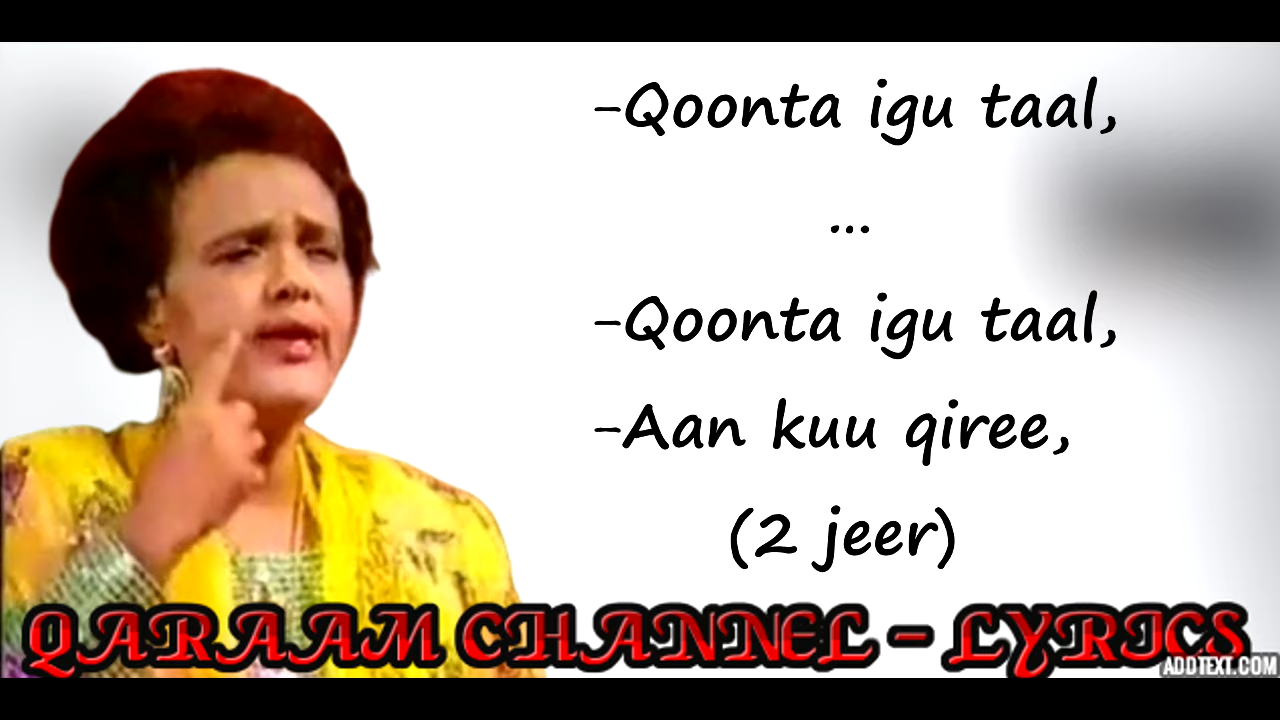 -Qoonta igu taal,
...
-Qoonta igu taal,
-Aan kuu qiree,
(2 jeer)
QARAAM CHANNEL - LYRICS
ADDTEXT.COM